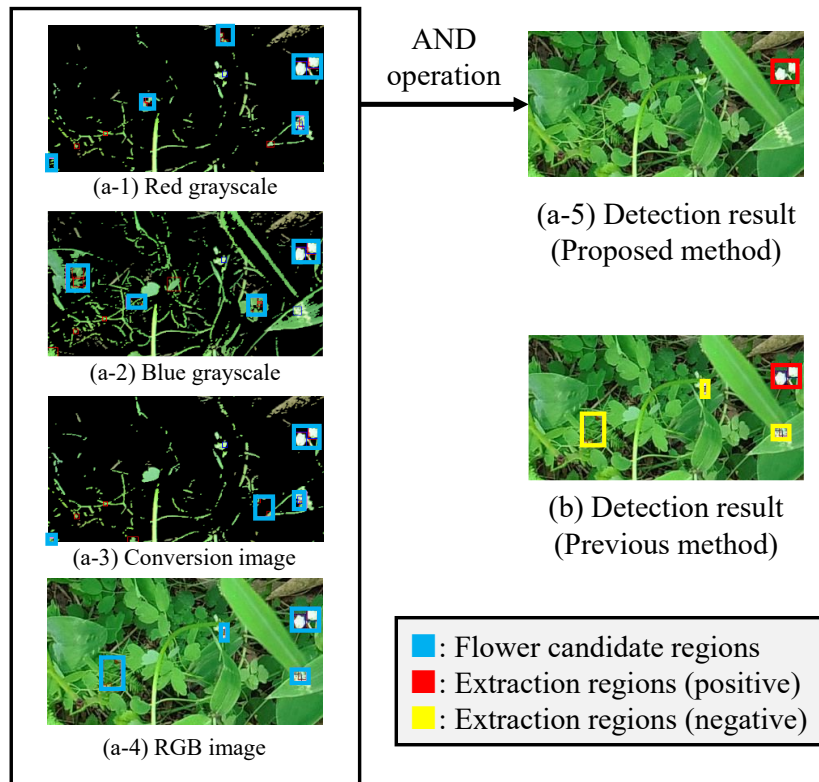 AND
operation
(a-1) Red grayscale
(a-2) Blue grayscale
(a-3) Conversion image
(a-4) RGB image
(a-5) Detection result
(Proposed method)
(b) Detection result
(Previous method)
: Flower candidate regions
: Extraction regions (positive)
: Extraction regions (negative)